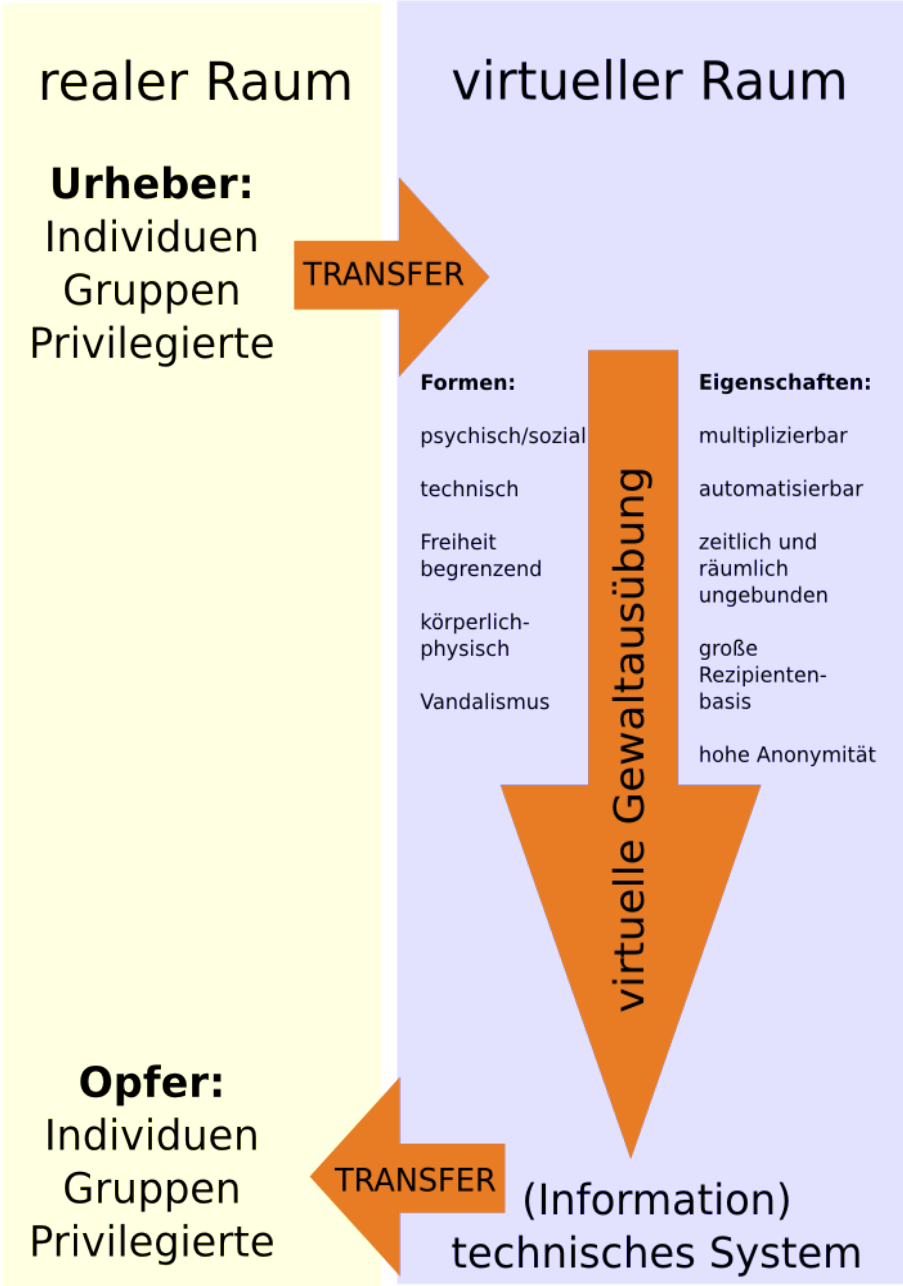 realer Raum
virtueller Raum
Urheber:
Individuen
Gruppen
Privilegierte
TRANSFER
Formen:
psychisch/sozial
technisch
Freiheit
begrenzend
körperlich-
physisch
Vandalismus
virtuelle Gewaltausübung
Eigenschaften:
multiplizierbar
automatisierbar
zeitlich und
räumlich
ungebunden
große
Rezipienten-
basis
hohe Anonymität
(Information)
technisches System
TRANSFER
Opfer:
Individuen
Gruppen
Privilegierte